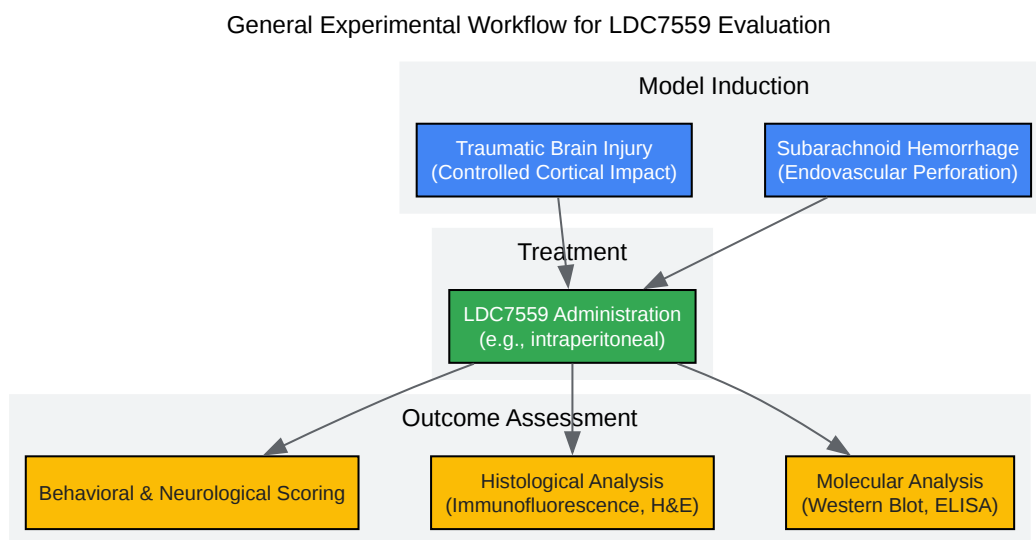 General Experimental Workflow for LDC7559 Evaluation
Model Induction
Traumatic Brain Injury
(Controlled Cortical Impact)
Subarachnoid Hemorrhage
(Endovascular Perforation)
Treatment
LDC7559 Administration
(e.g., intraperitoneal)
Outcome Assessment
Behavioral & Neurological Scoring
Histological Analysis
(Immunofluorescence, H&E)
Molecular Analysis
(Western Blot, ELISA)